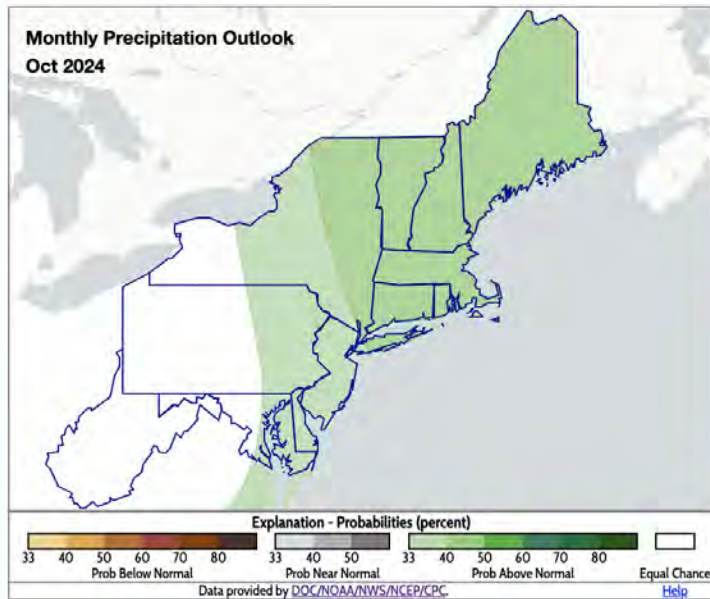 Monthly Precipitation Outlook
Oct 2024
Explanation - Probabilities (percent)
33 40 50 60 70 80 33 40 50 33 40 50 60 70 80
Prob Below Normal Prob Near Normal Prob Above Normal Equal Chance
Data provided by DOC/NOAA/NWS/NCEP/CPC. Help